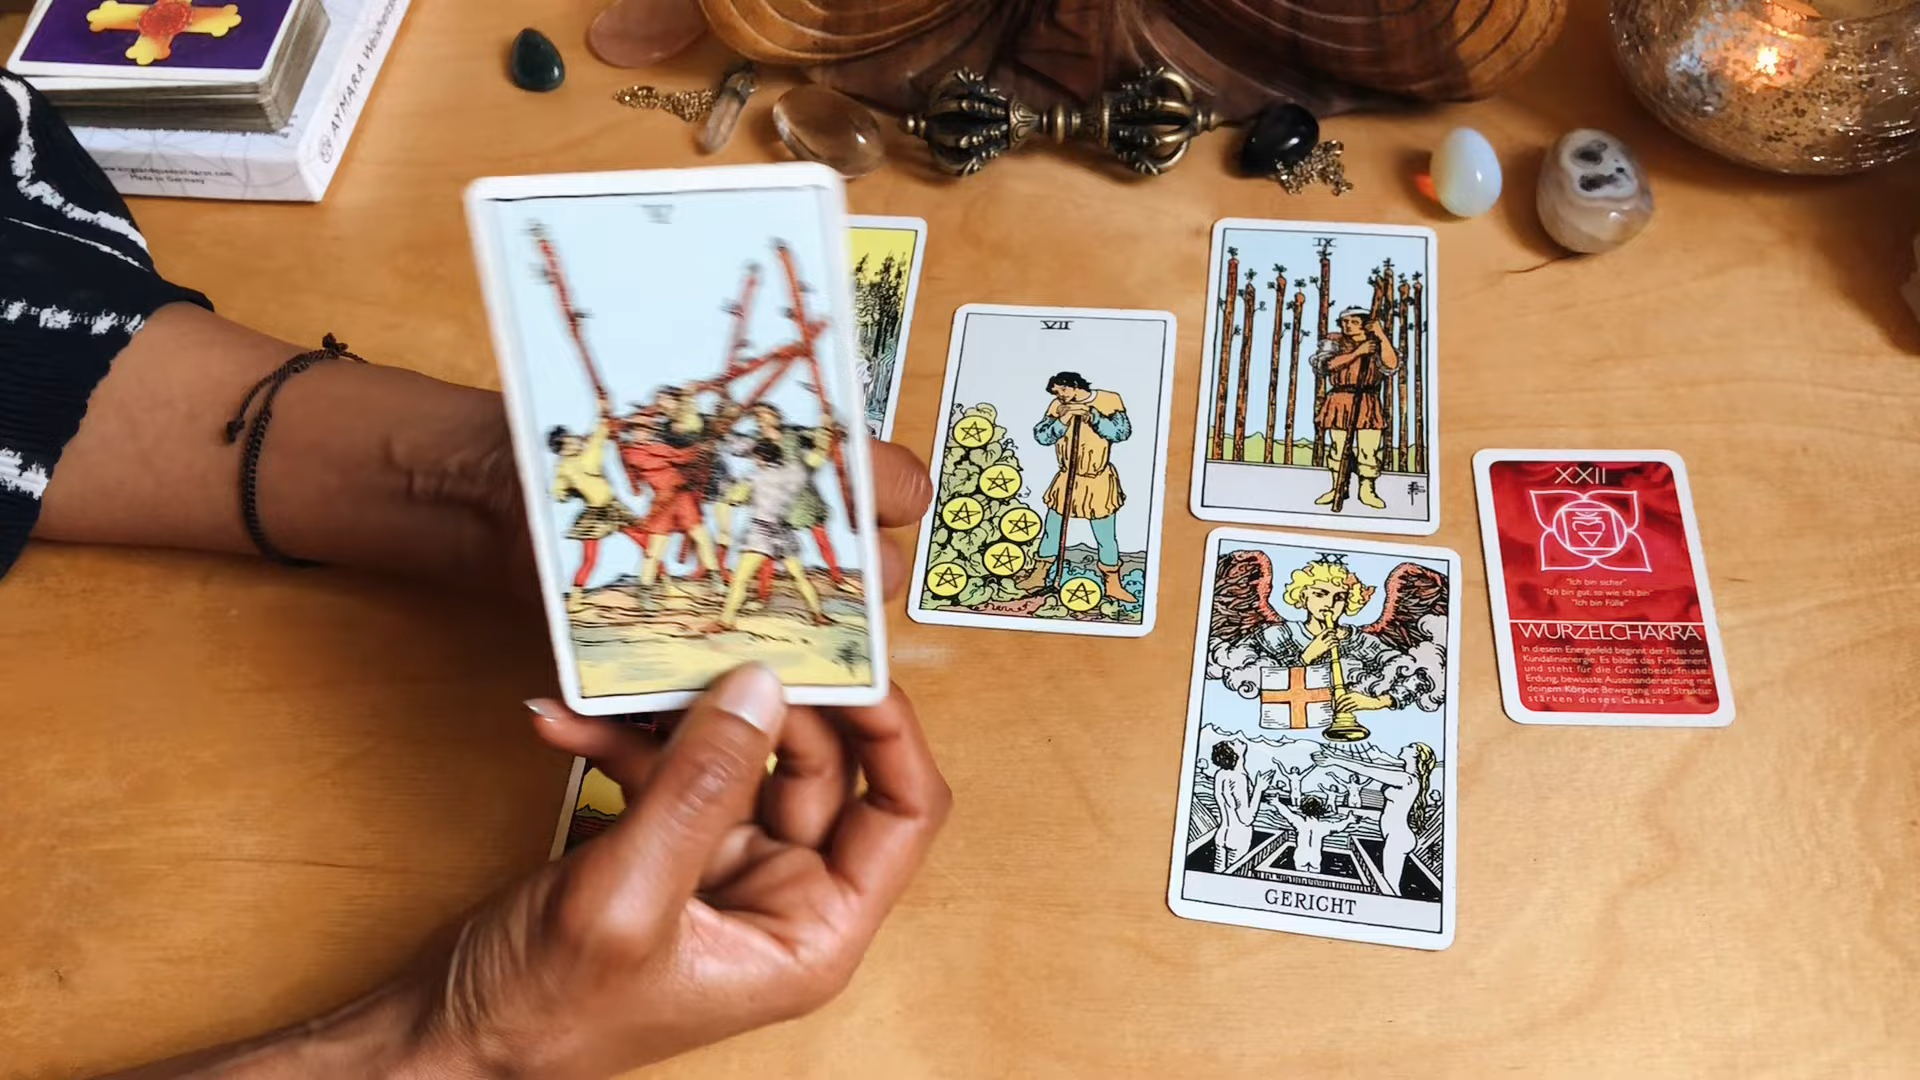 AYMARA
Made in Germany
VII
IX
XX
GERICHT
XXII
"Ich bin sicher"
"Ich bin gut, so wie ich bin"
"Ich bin Fülle"
WURZELCHAKRA
In diesem Energiefeld beginnt der Fluss der
Kundalinienergie. Es bildet das Fundament
und steht für die Grundbedürfnisse.
Erdung, bewusste Auseinandersetzung mit
deinem Körper, Bewegung und Struktur
stärken dieses Chakra